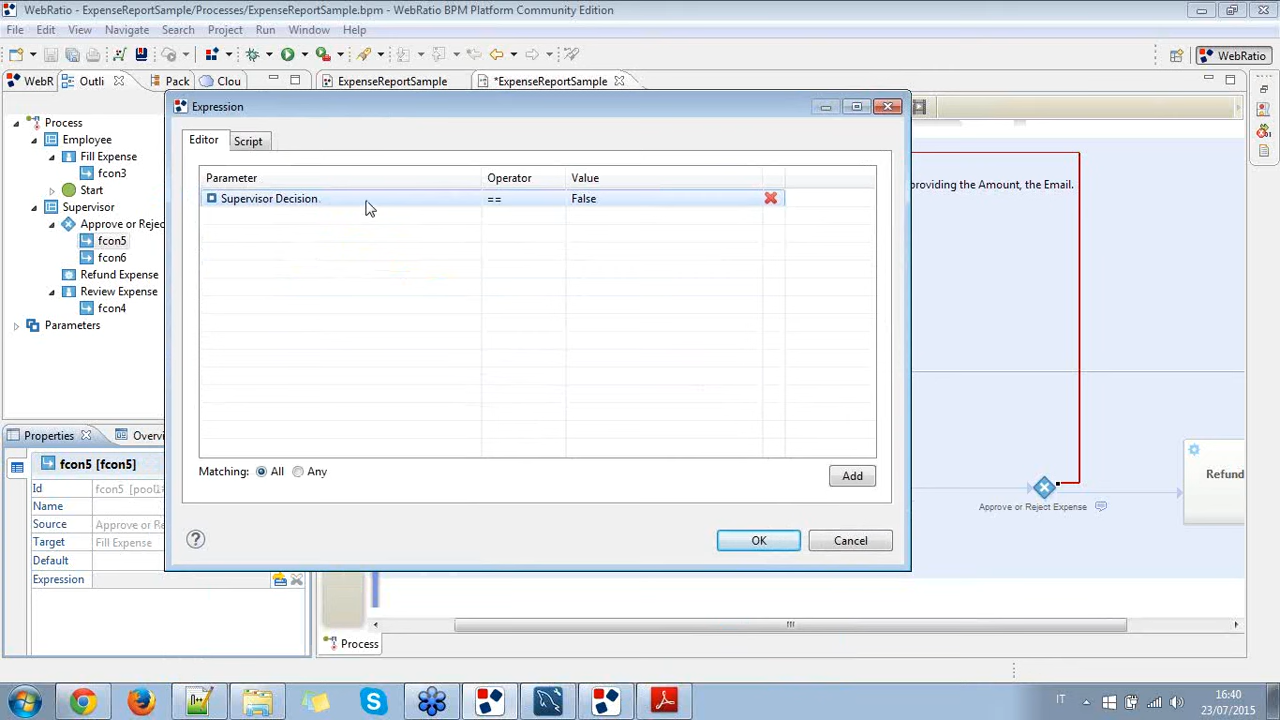 WebRatio - ExpenseReportSample/Processes/ExpenseReportSample.bpm - WebRatio BPM Platform Community Edition
File Edit View Navigate Search Project Run Window Help
WebRatio
WebR Outli Pack Clou ExpenseReportSample *ExpenseReportSample
Expression
Editor Script
Process
Employee
Fill Expense
fcon3
Start
Supervisor
Approve or Rejec
fcon5
fcon6
Refund Expense
Review Expense
fcon4
Parameters
Parameter Operator Value
Supervisor Decision == False
Matching: All Any
Add
OK Cancel
providing the Amount, the Email.
Approve or Reject Expense
Refund
Properties Overv
fcon5 [fcon5]
Id fcon5 [pool1#
Name
Source Approve or Re
Target Fill Expense
Default
Expression
Process
IT
16:40
23/07/2015